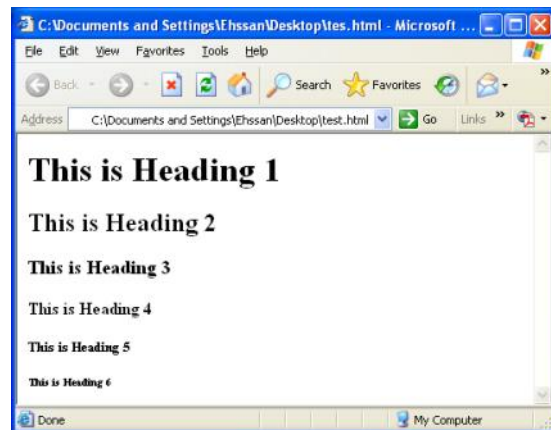 C:\Documents and Settings\Ehssan\Desktop\tes.html - Microsoft ...
File Edit View Favorites Tools Help
Back Search Favorites
Address C:\Documents and Settings\Ehssan\Desktop\test.html Go Links »
This is Heading 1
This is Heading 2
This is Heading 3
This is Heading 4
This is Heading 5
This is Heading 6
Done My Computer